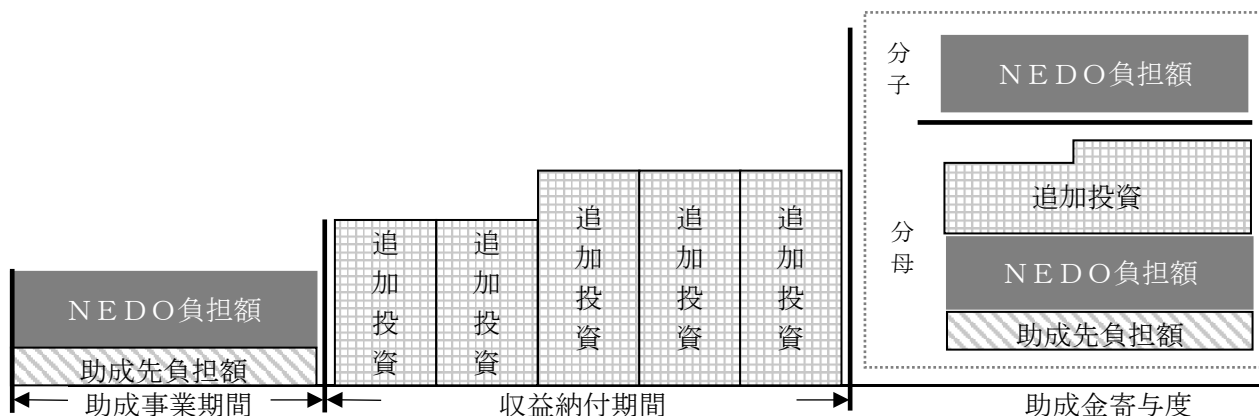 ＮＥＤＯ負担額
助成先負担額
助成事業期間
追加投資
追加投資
追加投資
追加投資
追加投資
収益納付期間
分子
ＮＥＤＯ負担額
分母
追加投資
ＮＥＤＯ負担額
助成先負担額
助成金寄与度